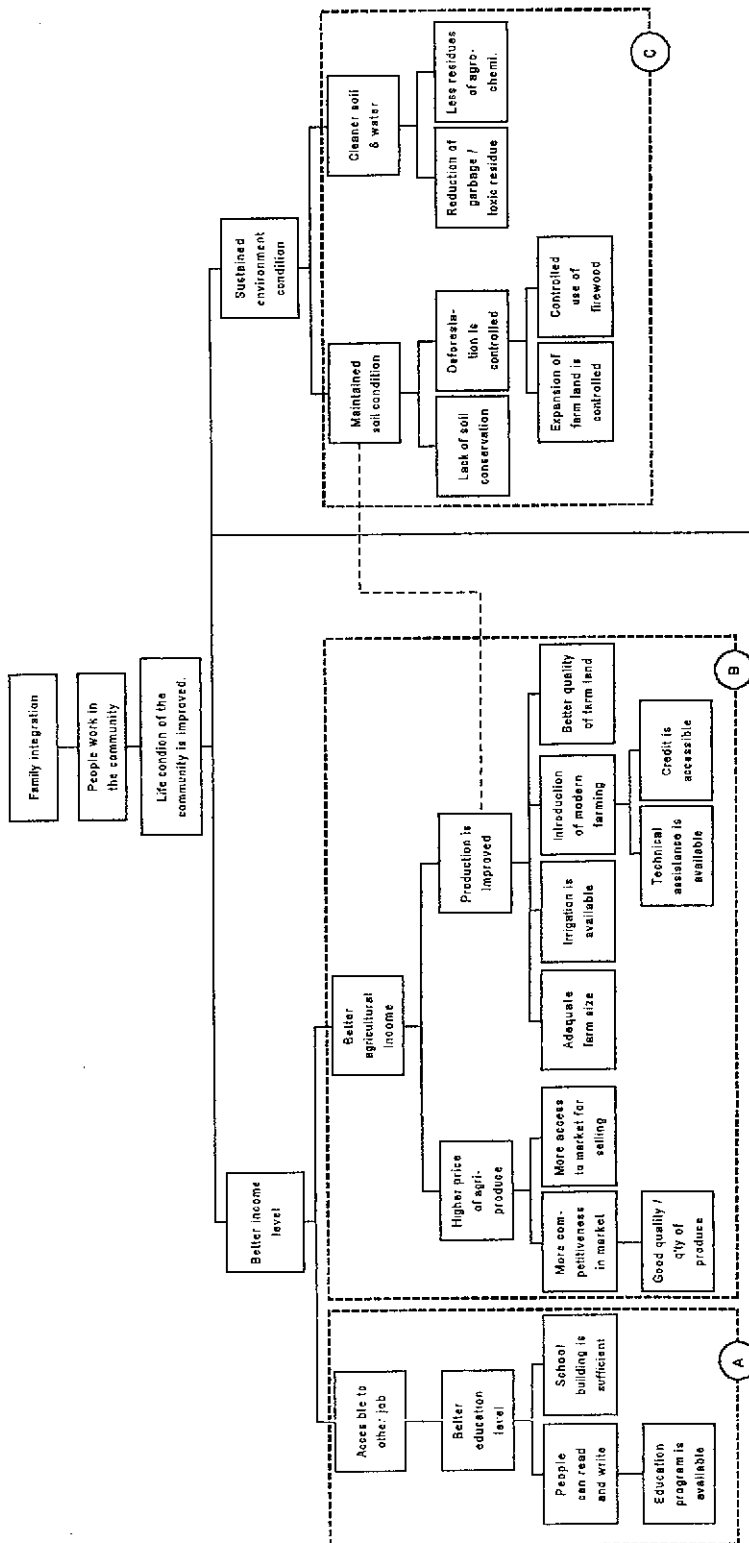 Family integration
People work in
the community
Life condion of the
community is improved.
Better income
level
Sustained
environment
condition
Acces ble to
other job
Better
education
level
People
can read
and write
School
building is
sufficient
Education
program is
available
A
Better
agricultural
Income
Higher price
of agri-
produce
Production is
Improved
More com-
petitiveness
in market
More access
to market for
selling
Good quality /
q'ty of
produce
Adequate
farm size
Irrigation is
available
Introduction
of modern
farming
Better quality
of farm land
Technical
assistance is
available
Credit is
accessible
B
Maintained
soil condition
Cleaner soil
& water
Lack of soil
conservation
Deforesta-
tion is
controlled
Reduction of
garbage /
toxic residue
Less residues
of agro-
chemi.
Expansion of
farm land is
controlled
Controlled
use of
firewood
C